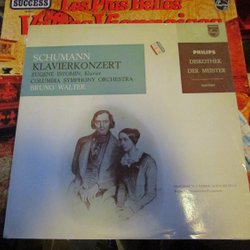 SUCCESS
Les Plus Belles
SCHUMANN
KLAVIERKONZERT
EUGENE ISTOMIN, Klavier
COLUMBIA SYMPHONY ORCHESTRA
BRUNO WALTER
PHILIPS
DISKOTHEK
DER MEISTER